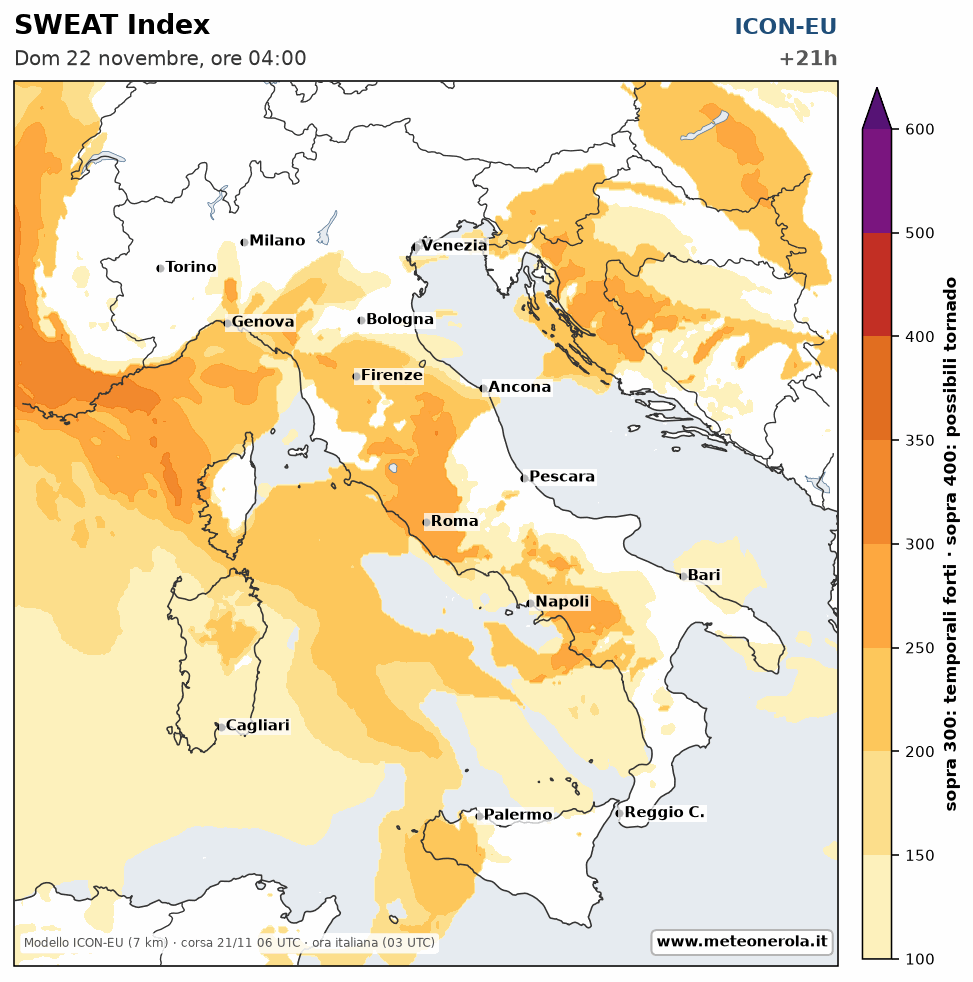 SWEAT Index
ICON-EU
Dom 22 novembre, ore 04:00
+21h
600
500
400
350
300
250
200
150
100
sopra 300: temporali forti · sopra 400: possibili tornado
Milano
Venezia
Torino
Genova
Bologna
Firenze
Ancona
Pescara
Roma
Bari
Napoli
Cagliari
Palermo
Reggio C.
Modello ICON-EU (7 km) · corsa 21/11 06 UTC · ora italiana (03 UTC)
www.meteonerola.it